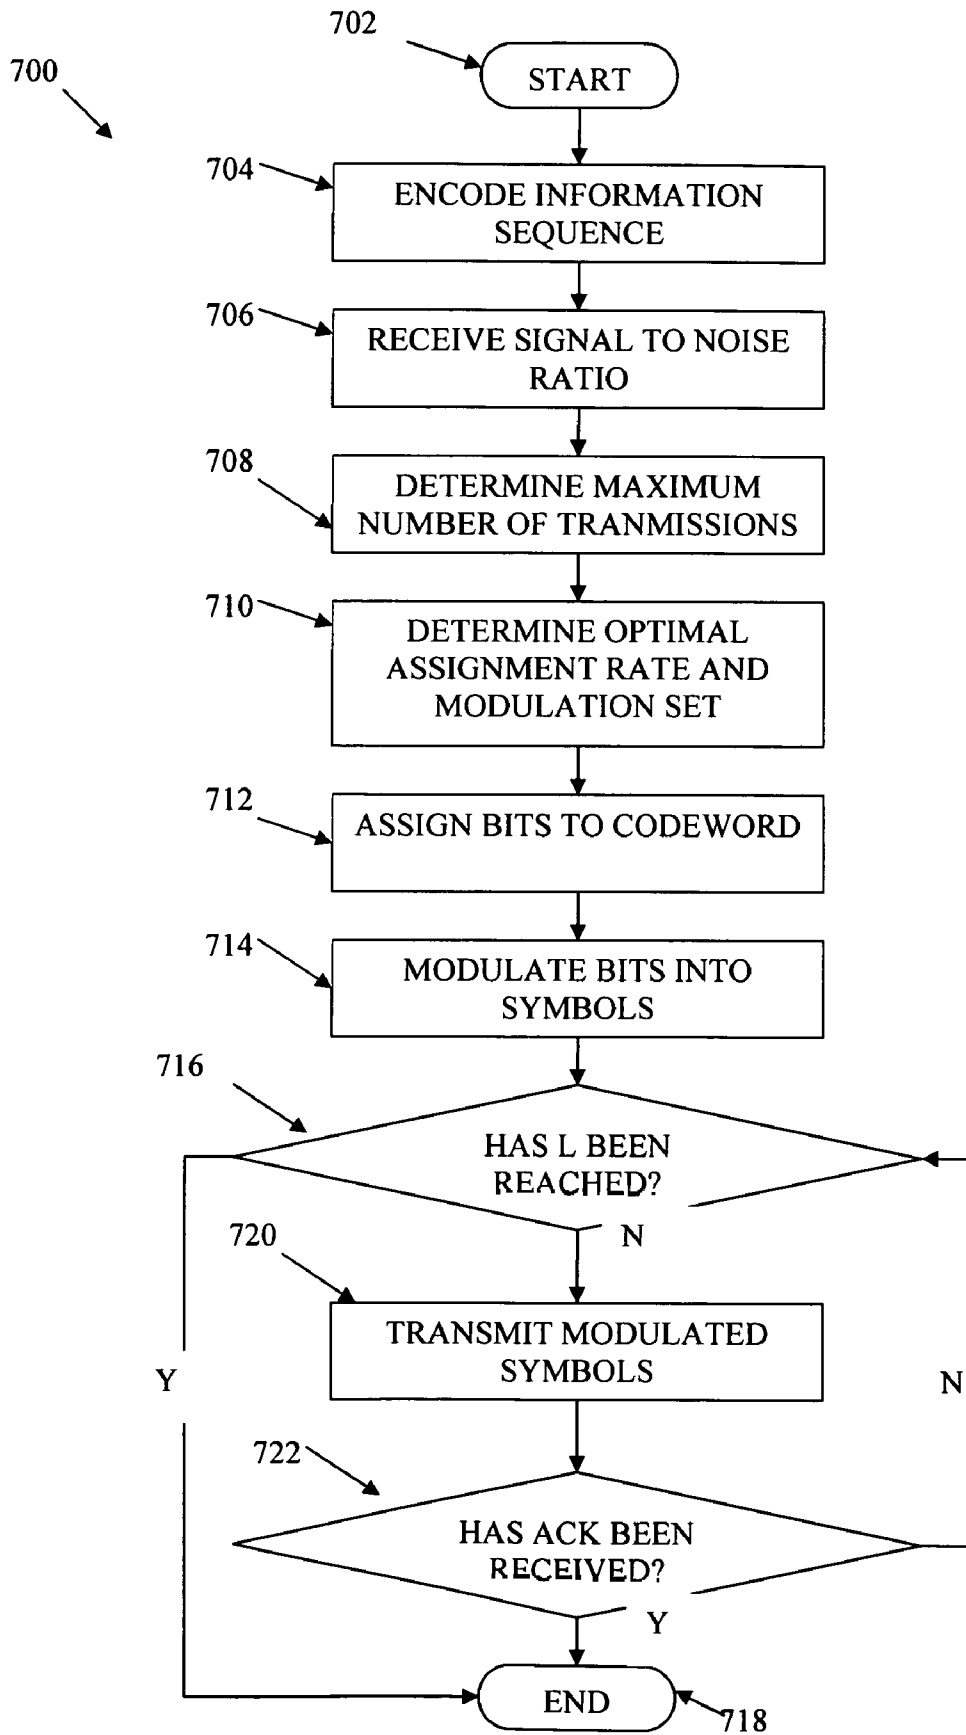 702
START
700
704
ENCODE INFORMATION
SEQUENCE
706
RECEIVE SIGNAL TO NOISE
RATIO
708
DETERMINE MAXIMUM
NUMBER OF TRANMISSIONS
710
DETERMINE OPTIMAL
ASSIGNMENT RATE AND
MODULATION SET
712
ASSIGN BITS TO CODEWORD
714
MODULATE BITS INTO
SYMBOLS
716
HAS L BEEN
REACHED?
N
720
TRANSMIT MODULATED
SYMBOLS
Y
N
722
HAS ACK BEEN
RECEIVED?
Y
END
718